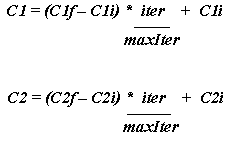 C1 = (C1f – C1i) * iter + C1i
maxIter
C2 = (C2f – C2i) * iter + C2i
maxIter